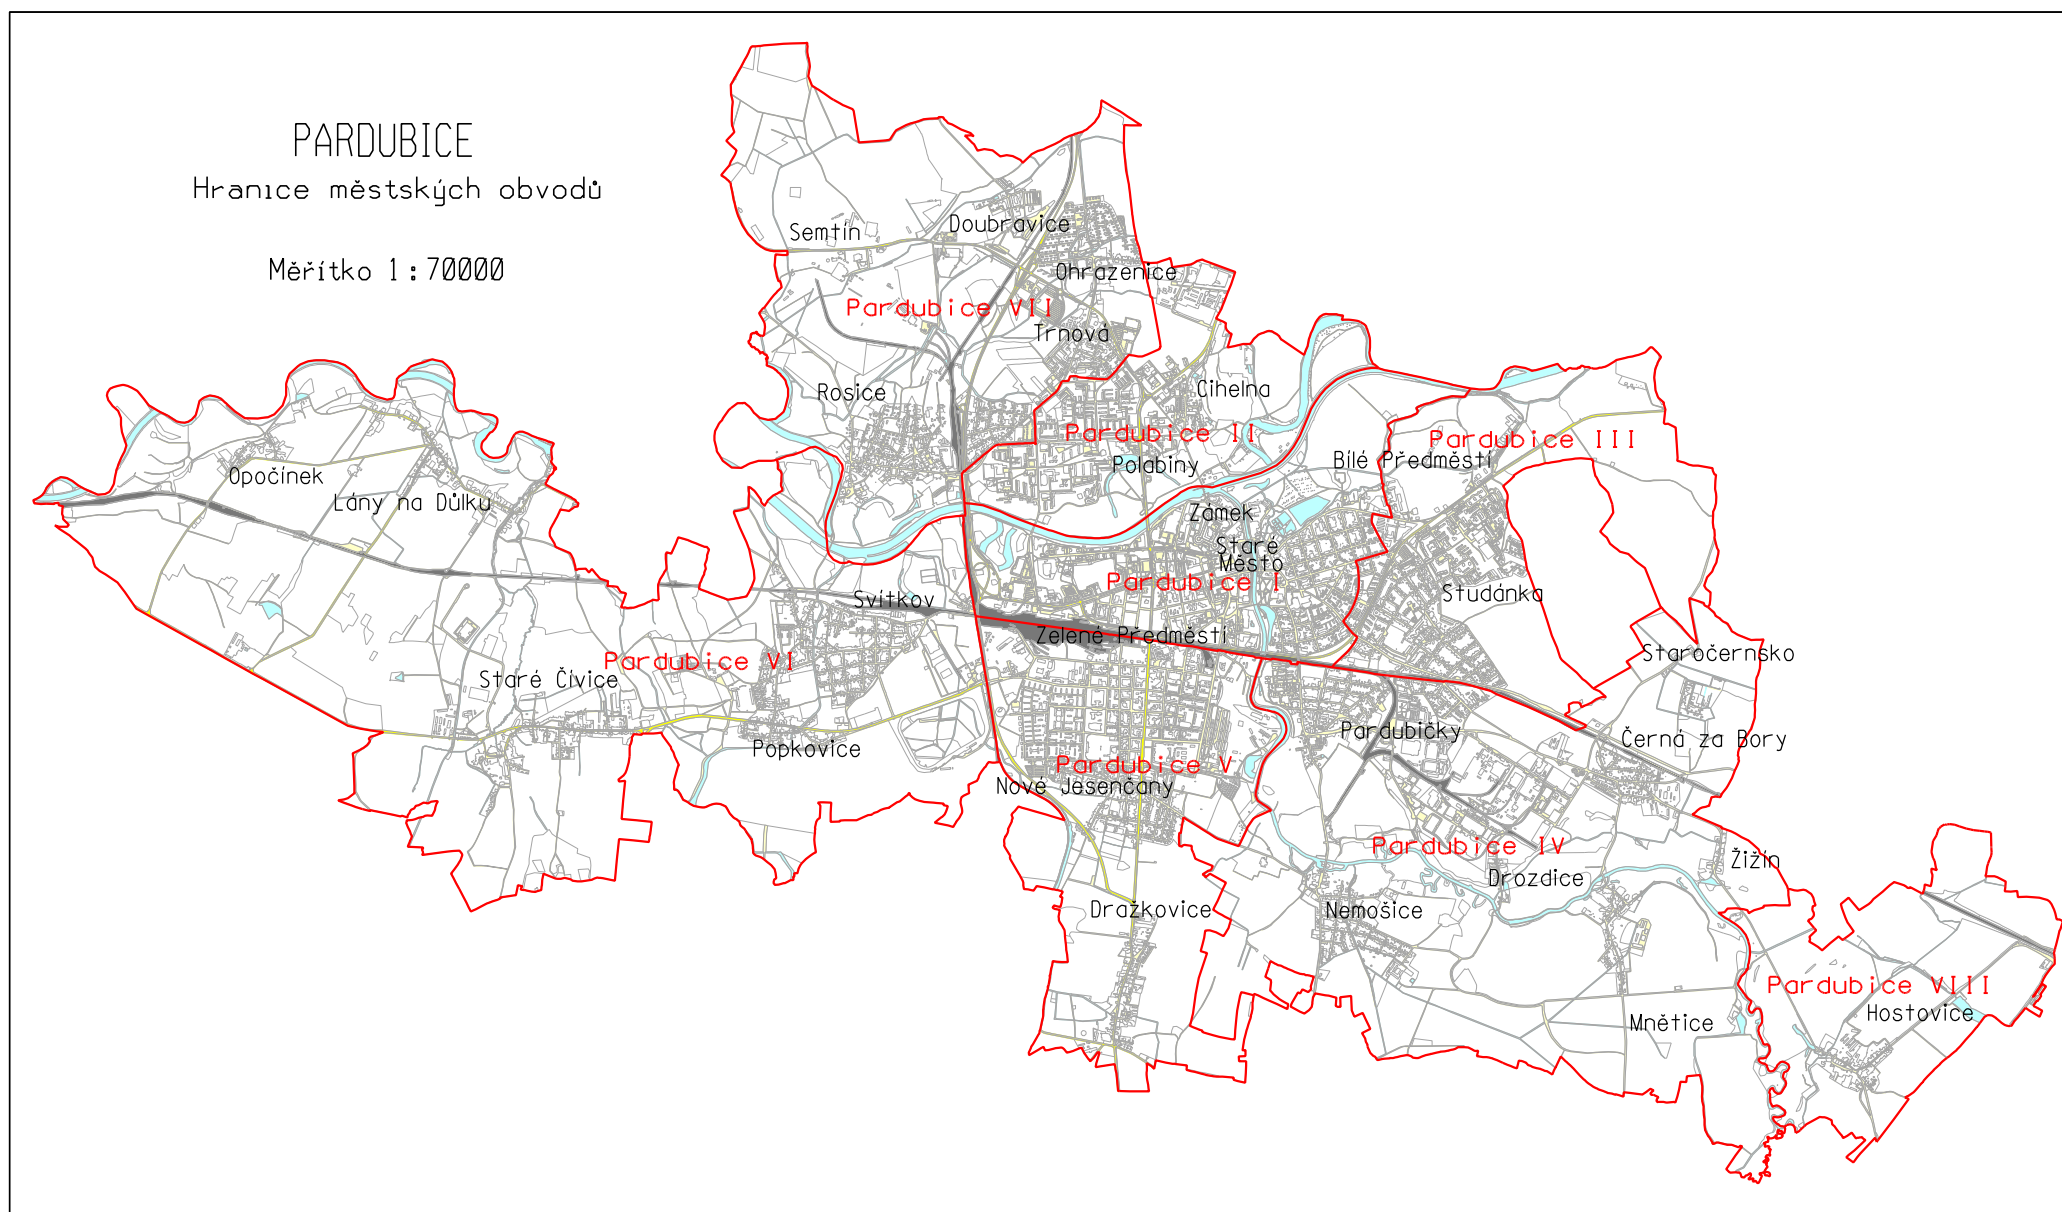 PARDUBICE
Hranice městských obvodů
Měřítko 1:70000
Semtín
Doubravice
Ohrazenice
Pardubice VII
Trnová
Rosice
Cihelna
Pardubice II
Polabiny
Bílé Předměstí
Pardubice III
Opočínek
Lány na Důlku
Zámek
Staré
Město
Pardubice I
Studánka
Svítkov
Zelené Předměstí
Staročernsko
Pardubice VI
Staré Čívice
Popkovice
Pardubičky
Černá za Bory
Pardubice V
Nové Jesenčany
Pardubice IV
Žižín
Drozdice
Dražkovice
Nemošice
Pardubice VIII
Hostovice
Mnětice